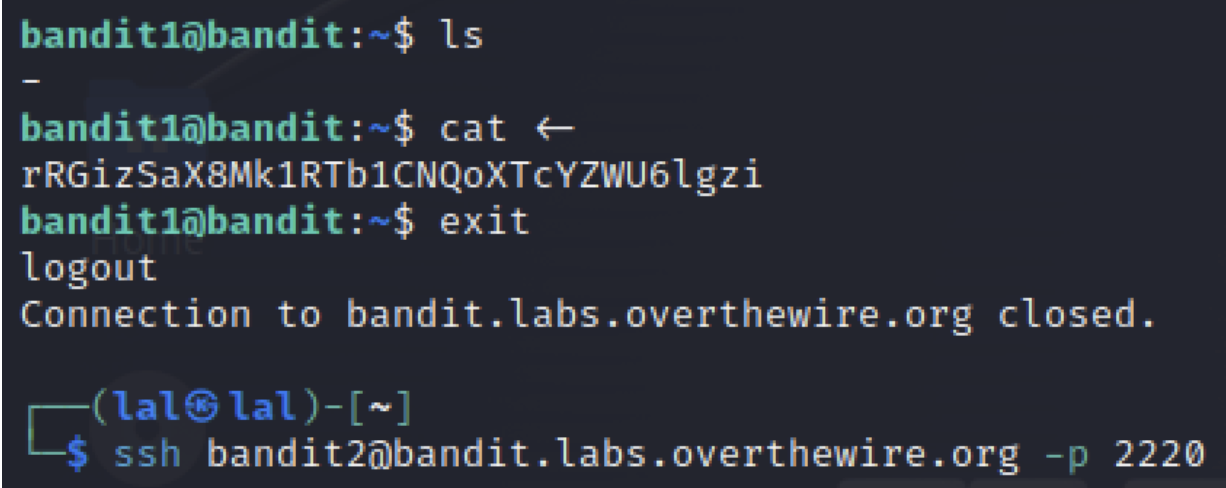 bandit1@bandit:~$ ls
-
bandit1@bandit:~$ cat ←
rRGizSaX8Mk1RTb1CNQoXTcYZWU6lgzi
bandit1@bandit:~$ exit
logout
Connection to bandit.labs.overthewire.org closed.
┌──(lal㉿lal)-[~]
└─$ ssh bandit2@bandit.labs.overthewire.org -p 2220